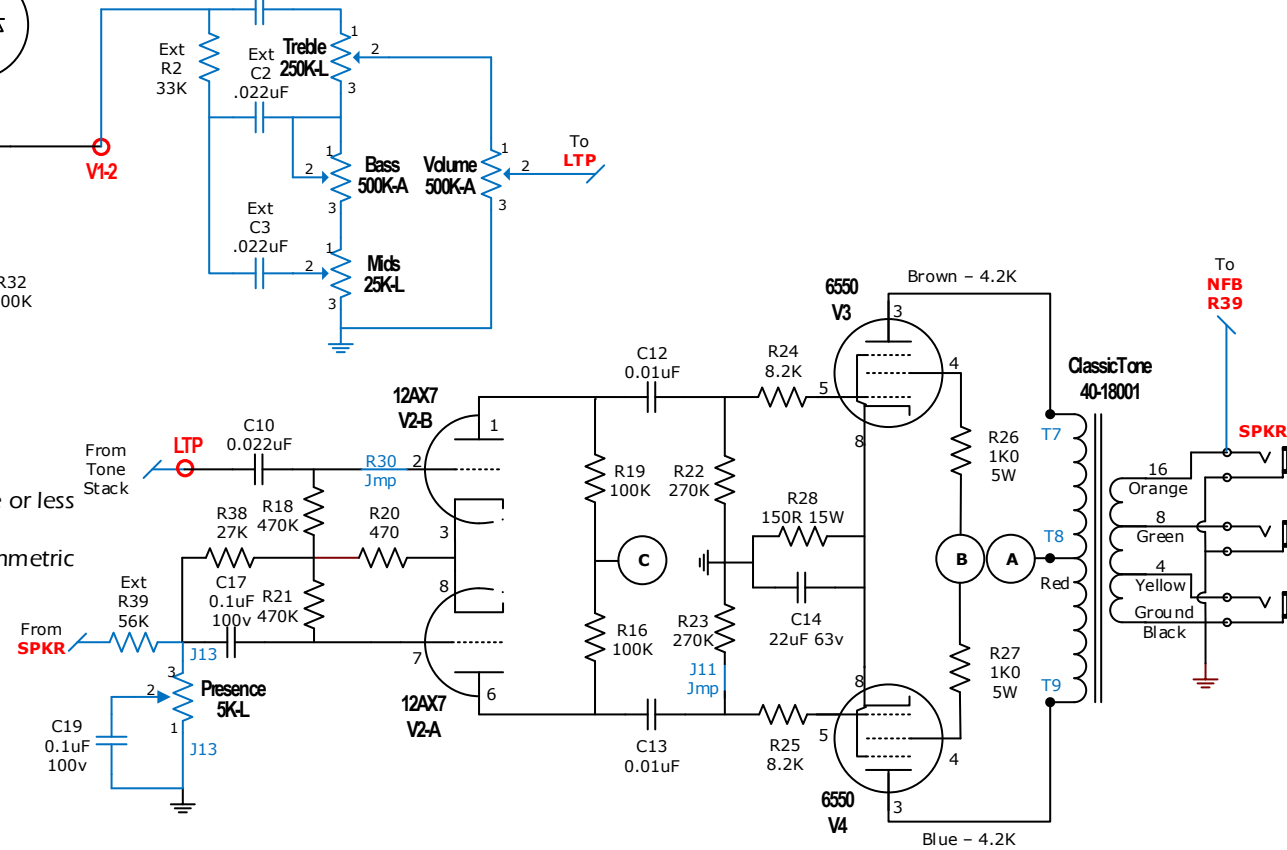 Ext
R2
33K
Ext
C2
.022uF
Treble
250K-L
1
2
3
V1-2
Bass
500K-A
1
2
3
Volume
500K-A
1
2
3
To
LTP
Ext
C3
.022uF
Mids
25K-L
1
2
3
R32
00K
e or less
mmetric
From
Tone
Stack
LTP
C10
0.022uF
R30
Jmp
12AX7
V2-B
1
2
3
R38
27K
R18
470K
R20
470
Ext
R39
56K
From
SPKR
J13
C17
0.1uF
100v
R21
470K
Presence
5K-L
3
2
1
J13
C19
0.1uF
100v
8
7
6
12AX7
V2-A
C12
0.01uF
R19
100K
R22
270K
C
R16
100K
R23
270K
J11
Jmp
C13
0.01uF
R24
8.2K
R28
150R 15W
C14
22uF 63v
R25
8.2K
6550
V3
3
4
5
8
8
5
4
3
6550
V4
Brown – 4.2K
R26
1K0
5W
B
A
R27
1K0
5W
Blue – 4.2K
T7
T8
Red
T9
ClassicTone
40-18001
16
Orange
8
Green
4
Yellow
Ground
Black
To
NFB
R39
SPKR